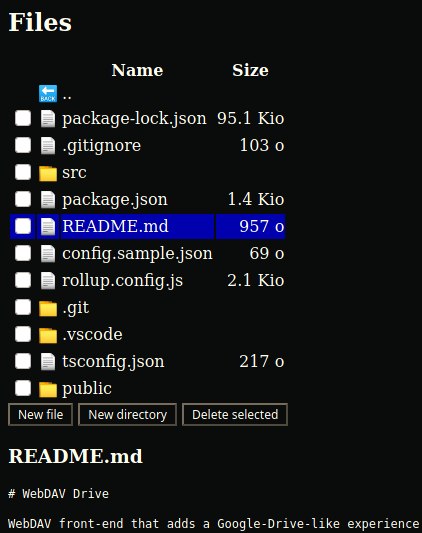 Files
Name Size
BACK ..
package-lock.json 95.1 Kio
.gitignore 103 o
src
package.json 1.4 Kio
README.md 957 o
config.sample.json 69 o
rollup.config.js 2.1 Kio
.git
.vscode
tsconfig.json 217 o
public
New file New directory Delete selected
README.md
# WebDAV Drive
WebDAV front-end that adds a Google-Drive-like experience